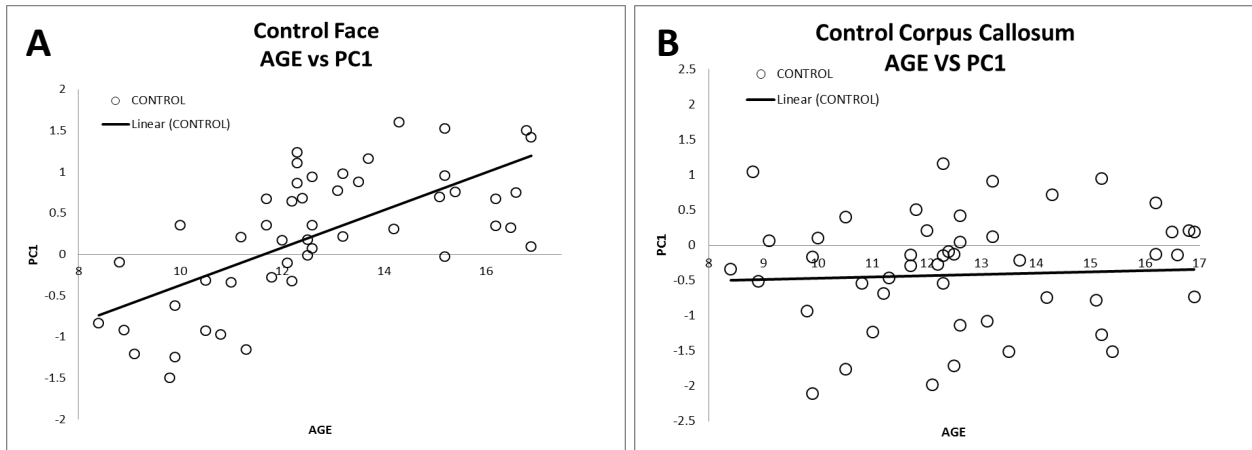 A
Control Face
AGE vs PC1
CONTROL
Linear (CONTROL)
2
1.5
1
0.5
0
-0.5
-1
-1.5
-2
8
10
12
14
16
PC1
AGE
B
Control Corpus Callosum
AGE VS PC1
CONTROL
Linear (CONTROL)
2.5
2
1.5
1
0.5
0
-0.5
-1
-1.5
-2
-2.5
8
9
10
11
12
13
14
15
16
17
PC1
AGE